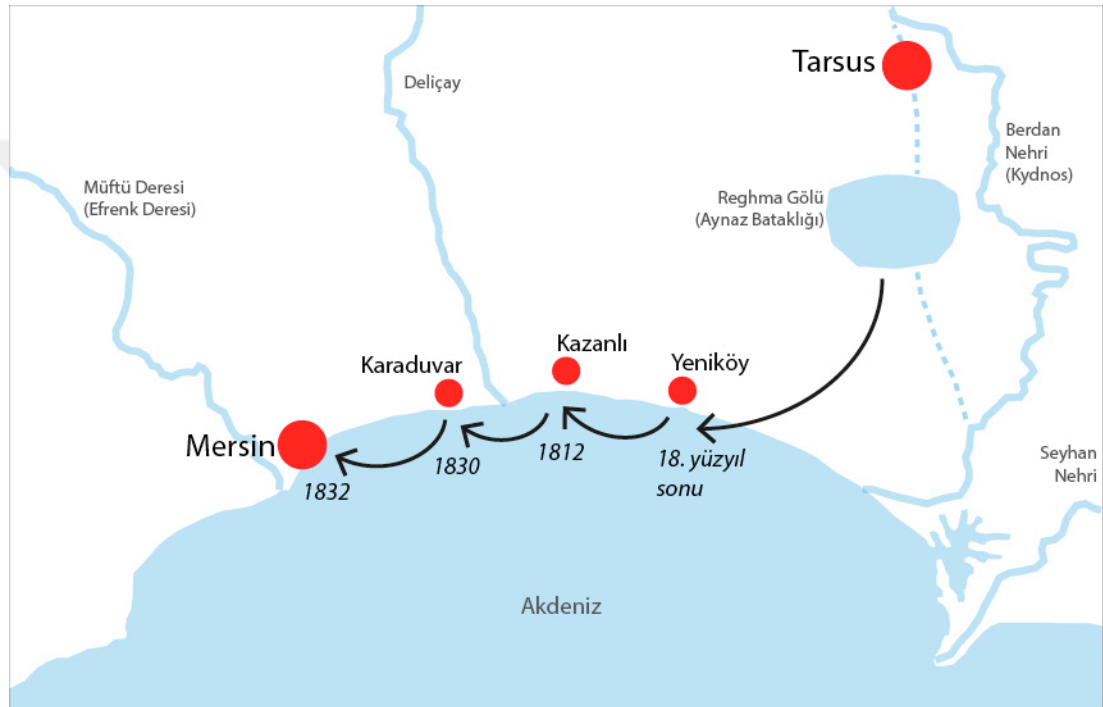 Tarsus
Deliçay
Berdan
Nehri
(Kydnos)
Müftü Deresi
(Efrenk Deresi)
Reghma Gölü
(Aynaz Bataklığı)
Kazanlı
Karaduvar
Yeniköy
Mersin
1832
1830
1812
18. yüzyıl
sonu
Seyhan
Nehri
Akdeniz